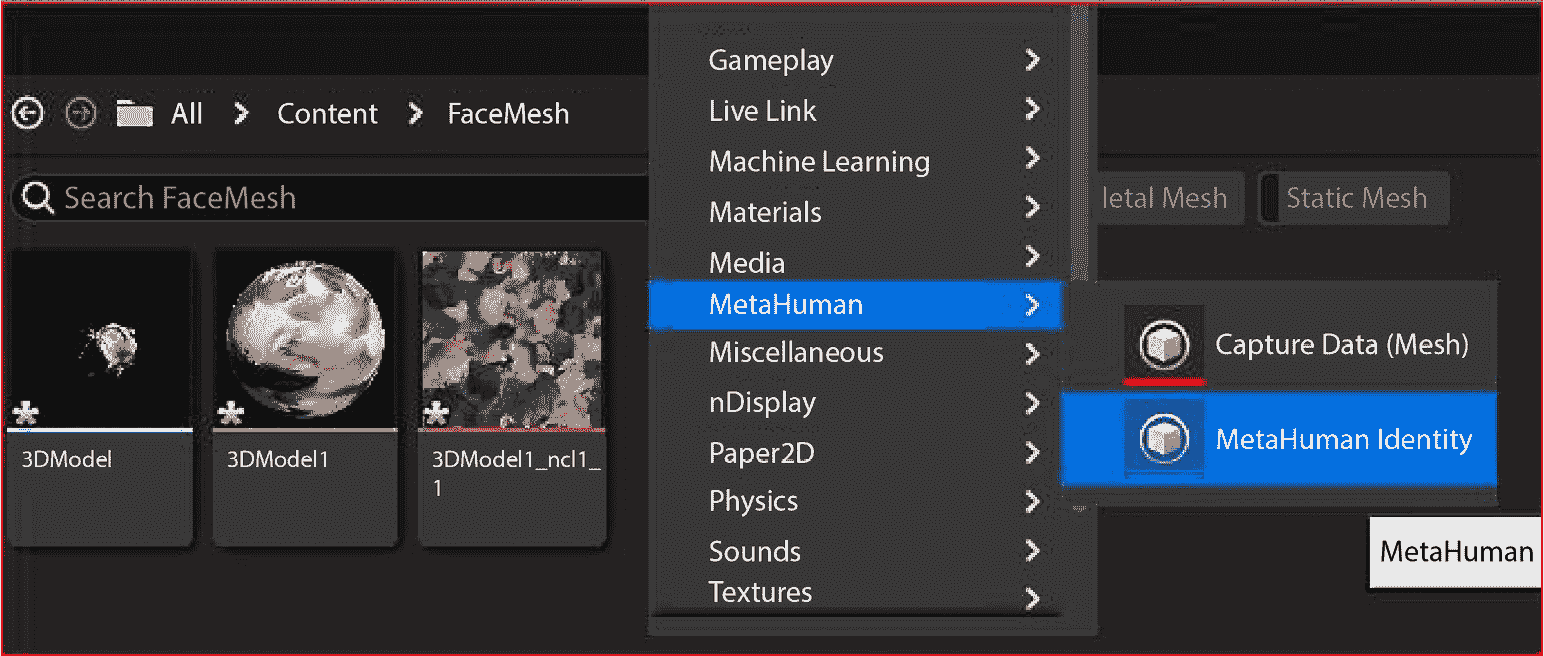 All > Content > FaceMesh
Search FaceMesh
3DModel
3DModel1
3DModel1_ncl1_
1
Gameplay
Live Link
Machine Learning
Materials
Media
MetaHuman
Miscellaneous
nDisplay
Paper2D
Physics
Sounds
Textures
letal Mesh
Static Mesh
Capture Data (Mesh)
MetaHuman Identity
MetaHuman